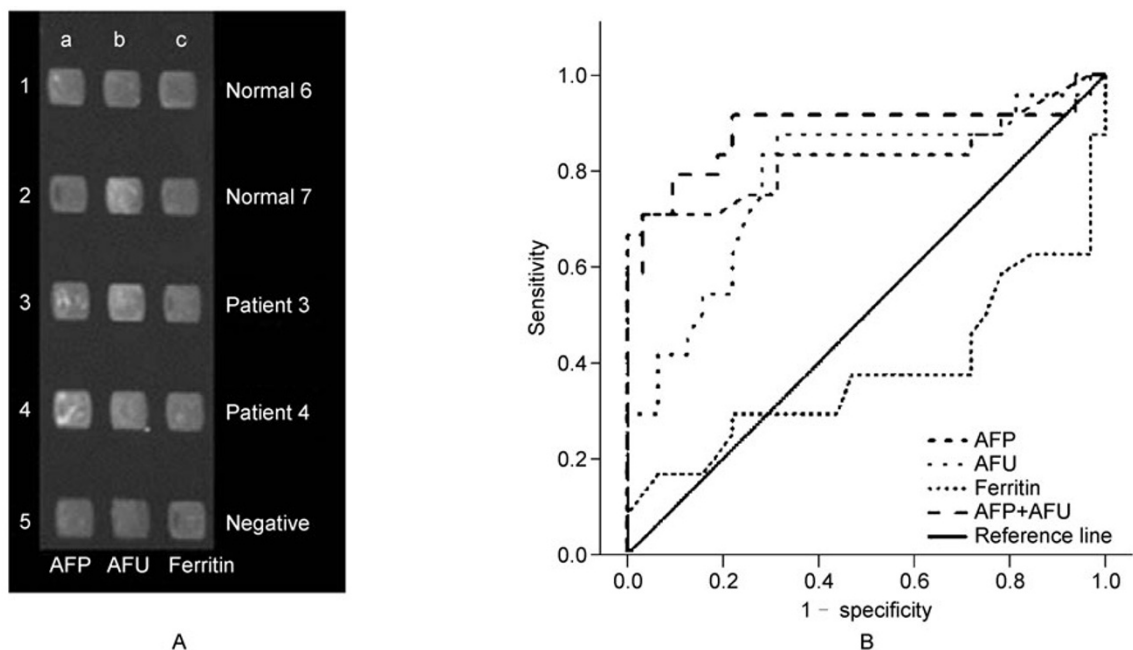 a b c
1 Normal 6
2 Normal 7
3 Patient 3
4 Patient 4
5 Negative
AFP AFU Ferritin
A
Sensitivity
1.0
0.8
0.6
0.4
0.2
0.0
AFP
AFU
Ferritin
AFP+AFU
Reference line
0.0 0.2 0.4 0.6 0.8 1.0
1 − specificity
B